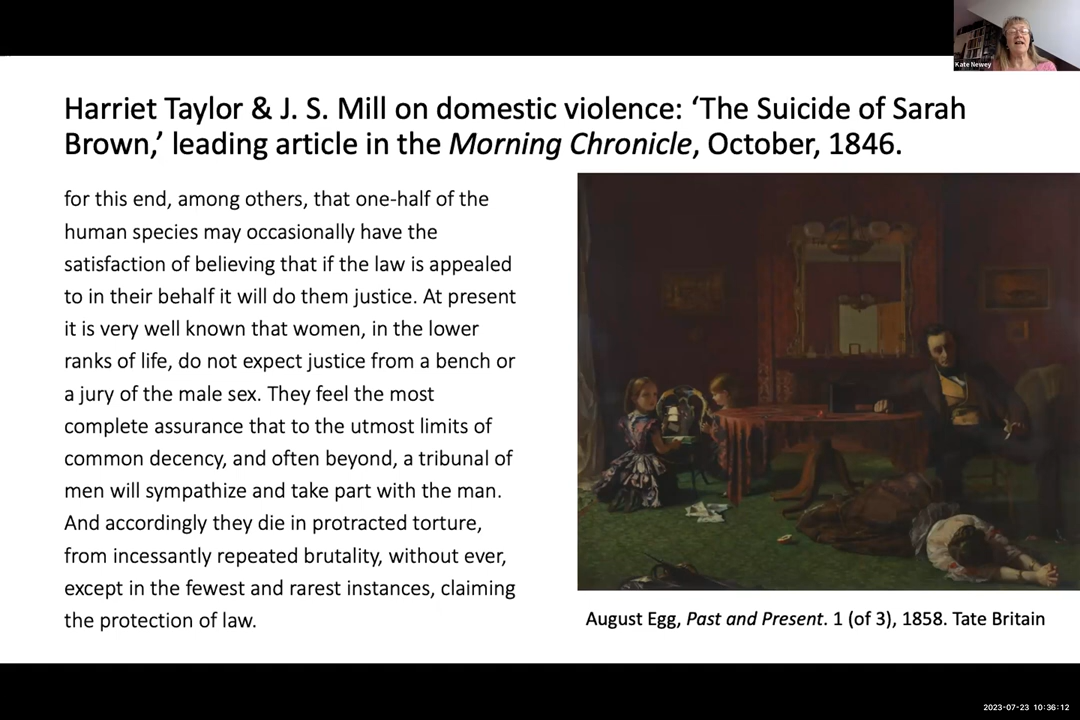 Kate Newey
Harriet Taylor & J. S. Mill on domestic violence: ‘The Suicide of Sarah
Brown,’ leading article in the Morning Chronicle, October, 1846.
for this end, among others, that one-half of the
human species may occasionally have the
satisfaction of believing that if the law is appealed
to in their behalf it will do them justice. At present
it is very well known that women, in the lower
ranks of life, do not expect justice from a bench or
a jury of the male sex. They feel the most
complete assurance that to the utmost limits of
common decency, and often beyond, a tribunal of
men will sympathize and take part with the man.
And accordingly they die in protracted torture,
from incessantly repeated brutality, without ever,
except in the fewest and rarest instances, claiming
the protection of law.
August Egg, Past and Present. 1 (of 3), 1858. Tate Britain
2023-07-23 10:36:12